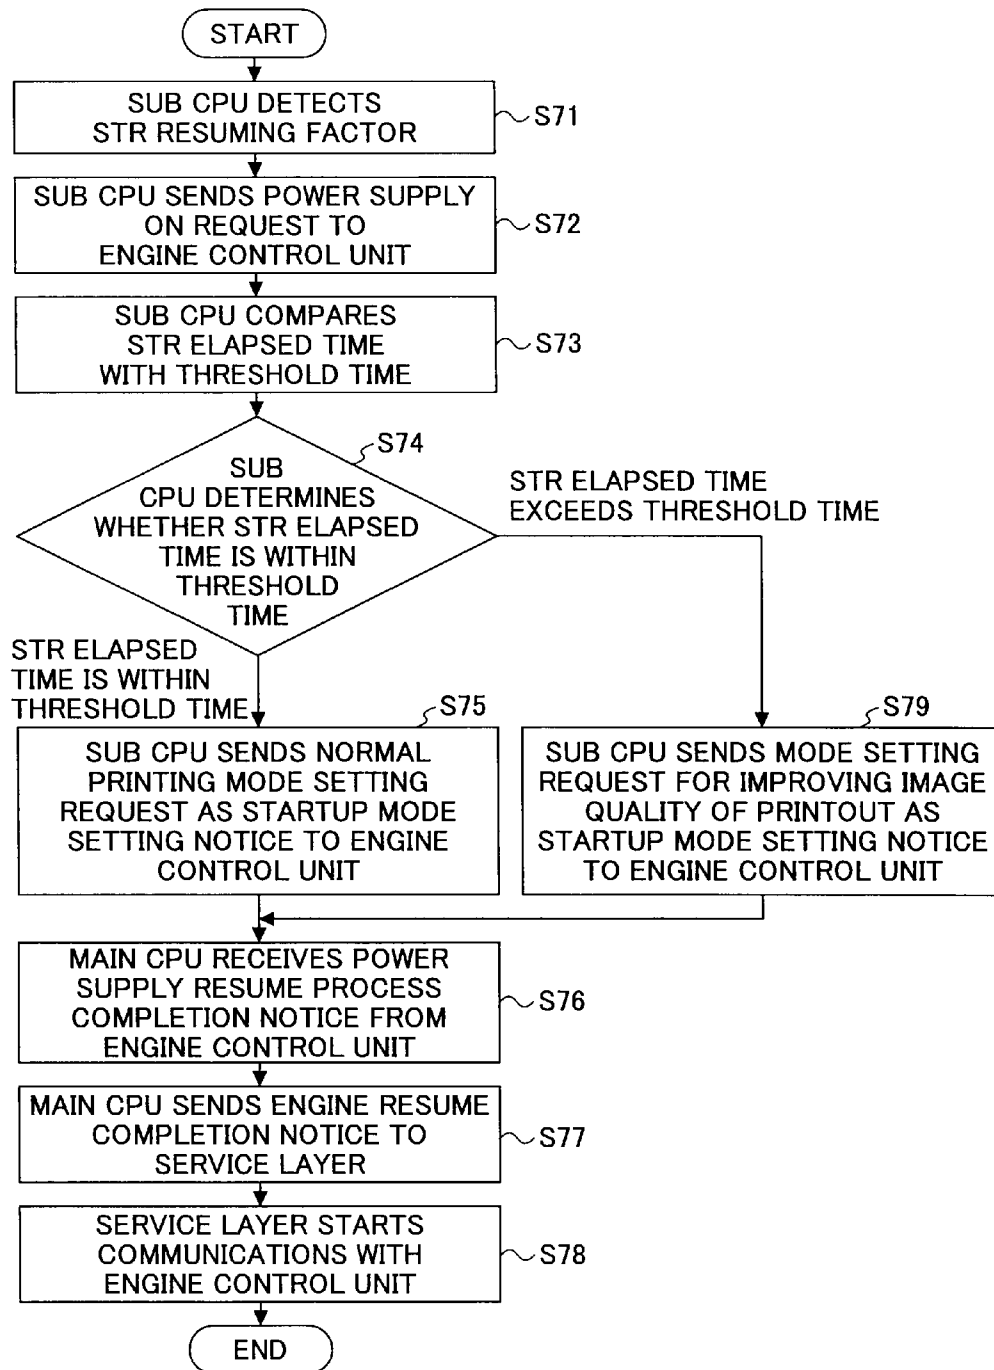 START
SUB CPU DETECTS
STR RESUMING FACTOR
S71
SUB CPU SENDS POWER SUPPLY
ON REQUEST TO
ENGINE CONTROL UNIT
S72
SUB CPU COMPARES
STR ELAPSED TIME
WITH THRESHOLD TIME
S73
S74
SUB
CPU DETERMINES
WHETHER STR ELAPSED
TIME IS WITHIN
THRESHOLD
TIME
STR ELAPSED TIME
EXCEEDS THRESHOLD TIME
STR ELAPSED
TIME IS WITHIN
THRESHOLD TIME
S75
SUB CPU SENDS NORMAL
PRINTING MODE SETTING
REQUEST AS STARTUP MODE
SETTING NOTICE TO ENGINE
CONTROL UNIT
S79
SUB CPU SENDS MODE SETTING
REQUEST FOR IMPROVING IMAGE
QUALITY OF PRINTOUT AS
STARTUP MODE SETTING NOTICE
TO ENGINE CONTROL UNIT
MAIN CPU RECEIVES POWER
SUPPLY RESUME PROCESS
COMPLETION NOTICE FROM
ENGINE CONTROL UNIT
S76
MAIN CPU SENDS ENGINE RESUME
COMPLETION NOTICE TO
SERVICE LAYER
S77
SERVICE LAYER STARTS
COMMUNICATIONS WITH
ENGINE CONTROL UNIT
S78
END